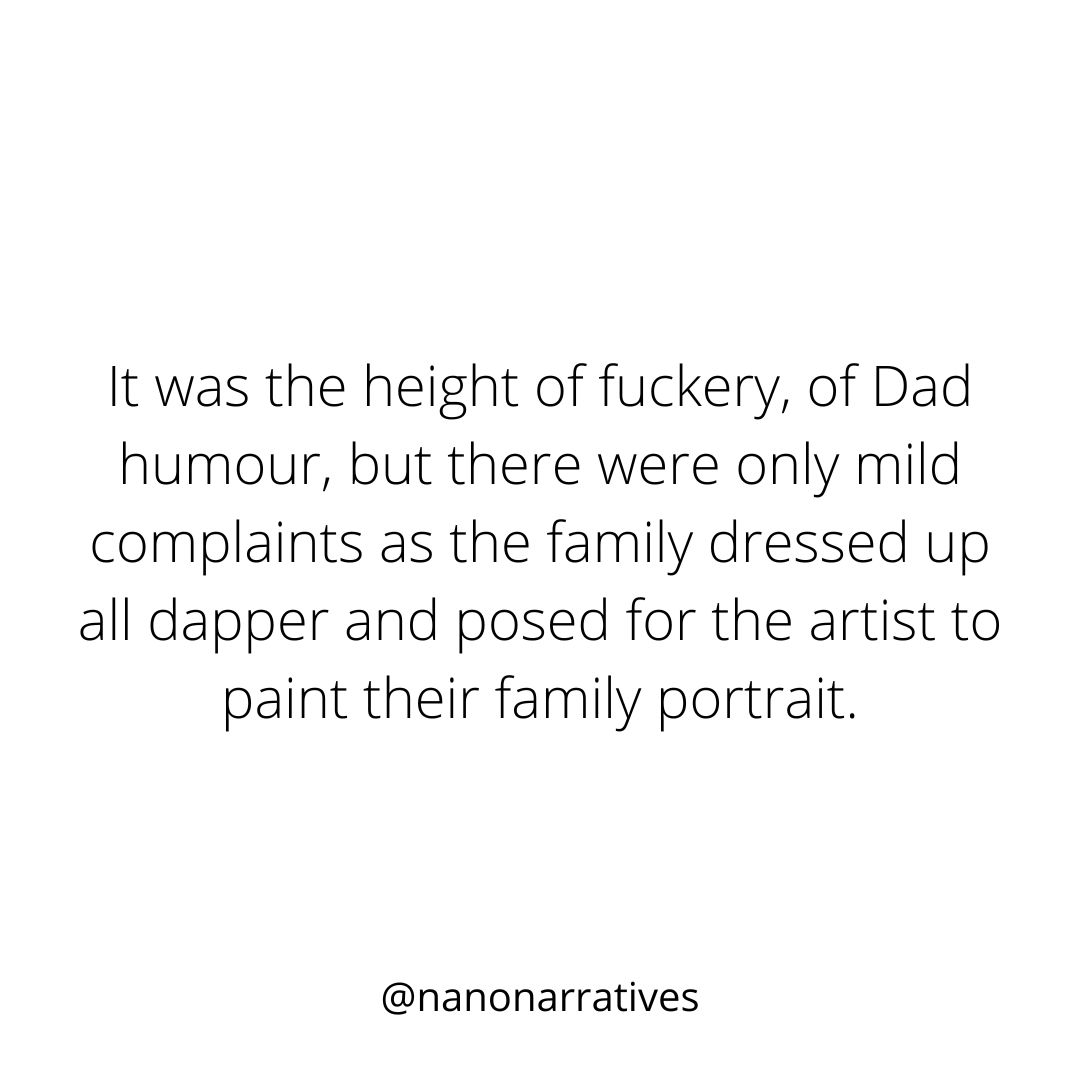 It was the height of fuckery, of Dad
humour, but there were only mild
complaints as the family dressed up
all dapper and posed for the artist to
paint their family portrait.
@nanonarratives